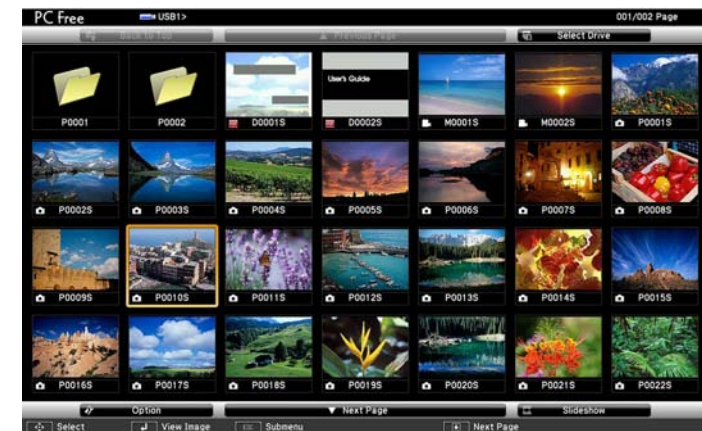 PC Free USB1> 001/002 Page
Back to Top ▲ Previous Page Select Drive
User's Guide
P0001 P0002 D0001S D0002S M0001S M0002S P0001S
P0002S P0003S P0004S P0005S P0006S P0007S P0008S
P0009S P0010S P0011S P0012S P0013S P0014S P0015S
P0016S P0017S P0018S P0019S P0020S P0021S P0022S
Option ▼ Next Page Slideshow
Select View Image Submenu Next Page